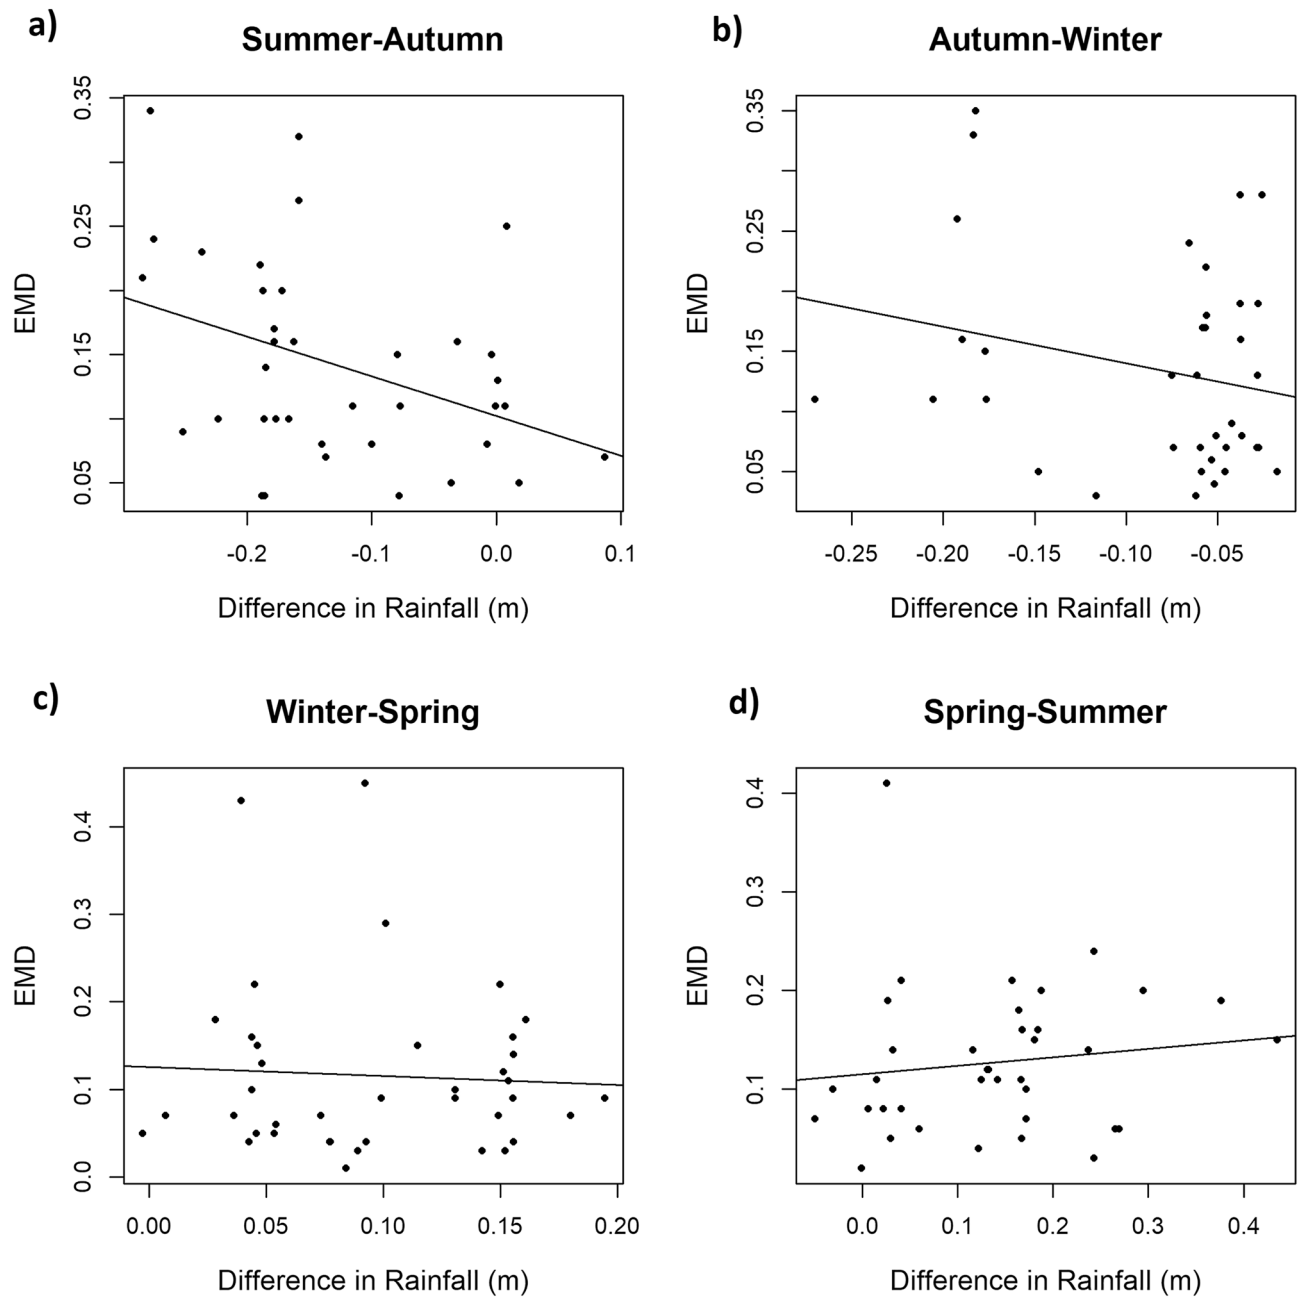 a)
Summer-Autumn
0.35
0.25
0.15
0.05
EMD
-0.2 -0.1 0.0 0.1
Difference in Rainfall (m)
b)
Autumn-Winter
0.35
0.25
0.15
0.05
EMD
-0.25 -0.20 -0.15 -0.10 -0.05
Difference in Rainfall (m)
c)
Winter-Spring
0.4
0.3
0.2
0.1
0.0
EMD
0.00 0.05 0.10 0.15 0.20
Difference in Rainfall (m)
d)
Spring-Summer
0.4
0.3
0.2
0.1
EMD
0.0 0.1 0.2 0.3 0.4
Difference in Rainfall (m)